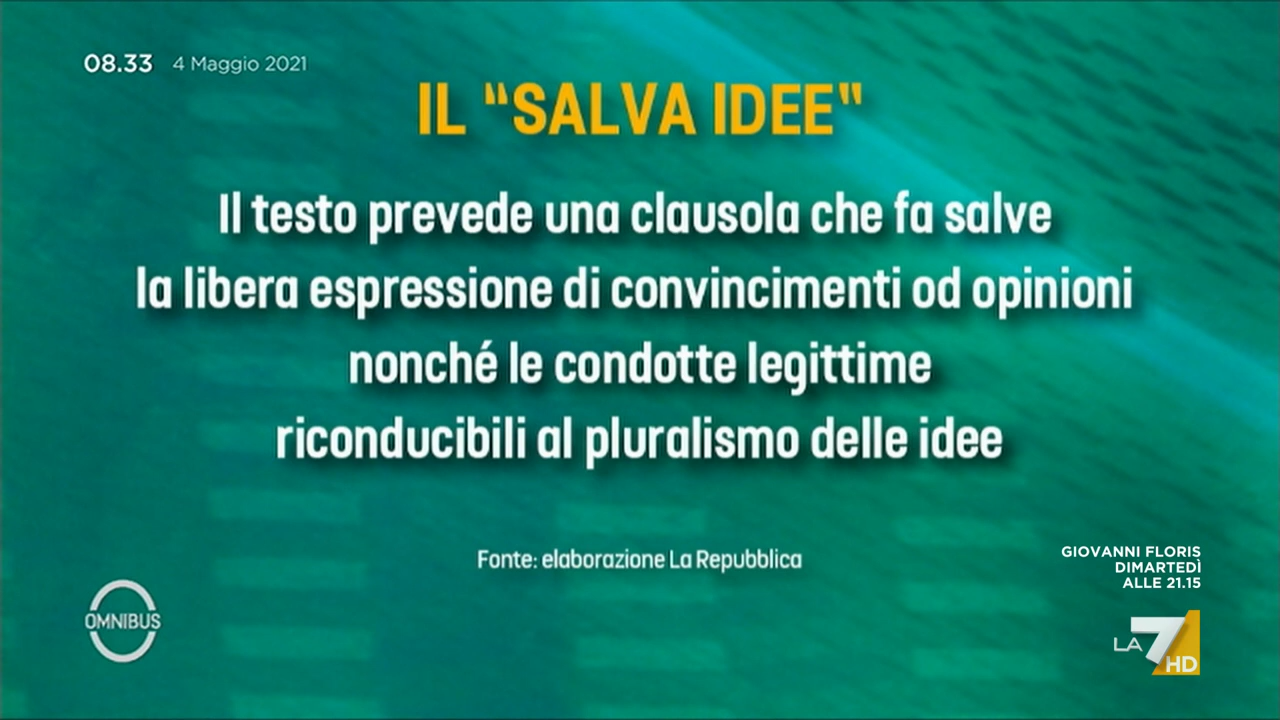 08.33 4 Maggio 2021
IL “SALVA IDEE”
Il testo prevede una clausola che fa salve
la libera espressione di convincimenti od opinioni
nonché le condotte legittime
riconducibili al pluralismo delle idee
Fonte: elaborazione La Repubblica
GIOVANNI FLORIS
DIMARTEDÌ
ALLE 21.15
OMNIBUS
LA 7 HD